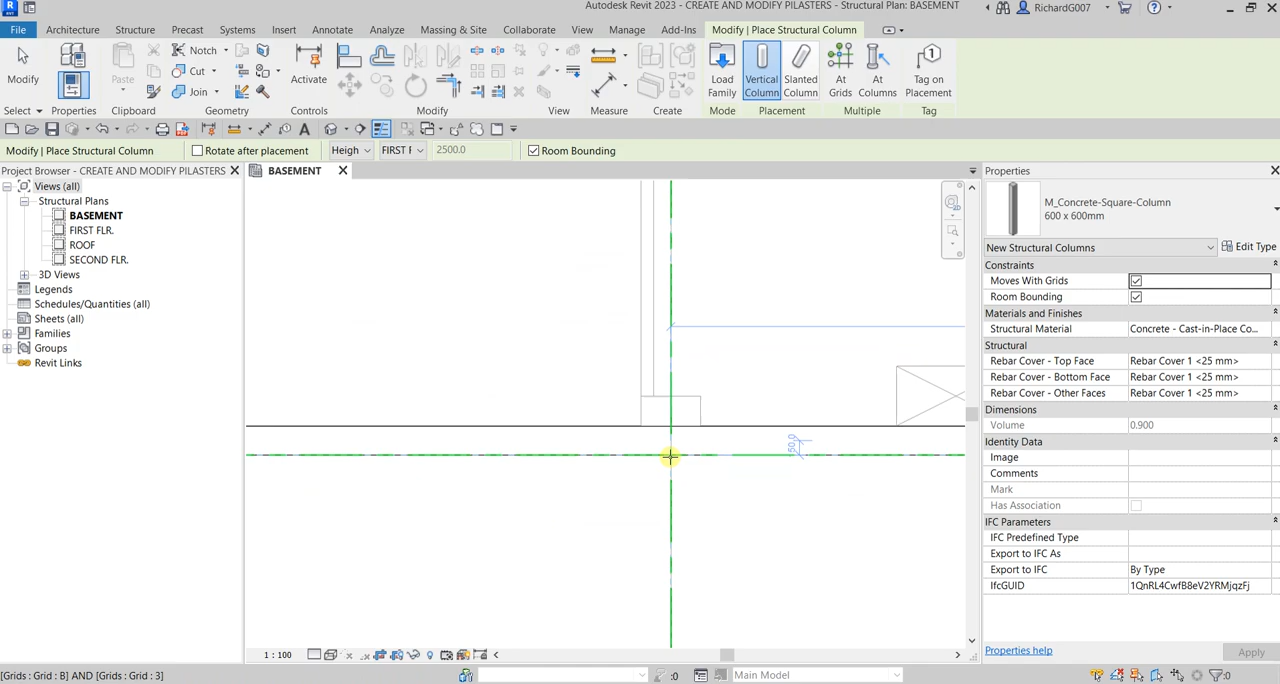 Autodesk Revit 2023 - CREATE AND MODIFY PILASTERS - Structural Plan: BASEMENT
RichardG007
File Architecture Structure Precast Systems Insert Annotate Analyze Massing & Site Collaborate View Manage Add-Ins Modify | Place Structural Column
Modify
Paste
Notch
Cut
Join
Activate
Load Family
Vertical Column
Slanted Column
At Grids
At Columns
Tag on Placement
Select Properties Clipboard Geometry Controls Modify View Measure Create Mode Placement Multiple Tag
Modify | Place Structural Column Rotate after placement Heigh FIRST F 2500.0 Room Bounding
Project Browser - CREATE AND MODIFY PILASTERS
Views (all)
Structural Plans
BASEMENT
FIRST FLR.
ROOF
SECOND FLR.
3D Views
Legends
Schedules/Quantities (all)
Sheets (all)
Families
Groups
Revit Links
BASEMENT
50.0
1 : 100
Properties
M_Concrete-Square-Column
600 x 600mm
New Structural Columns Edit Type
Constraints
Moves With Grids
Room Bounding
Materials and Finishes
Structural Material Concrete - Cast-in-Place Co...
Structural
Rebar Cover - Top Face Rebar Cover 1 <25 mm>
Rebar Cover - Bottom Face Rebar Cover 1 <25 mm>
Rebar Cover - Other Faces Rebar Cover 1 <25 mm>
Dimensions
Volume 0.900
Identity Data
Image
Comments
Mark
Has Association
IFC Parameters
IFC Predefined Type
Export to IFC As
Export to IFC By Type
IfcGUID 1QnRL4CwfB8eV2YRMjqzFj
Properties help Apply
[Grids : Grid : B] AND [Grids : Grid : 3] :0 Main Model :0